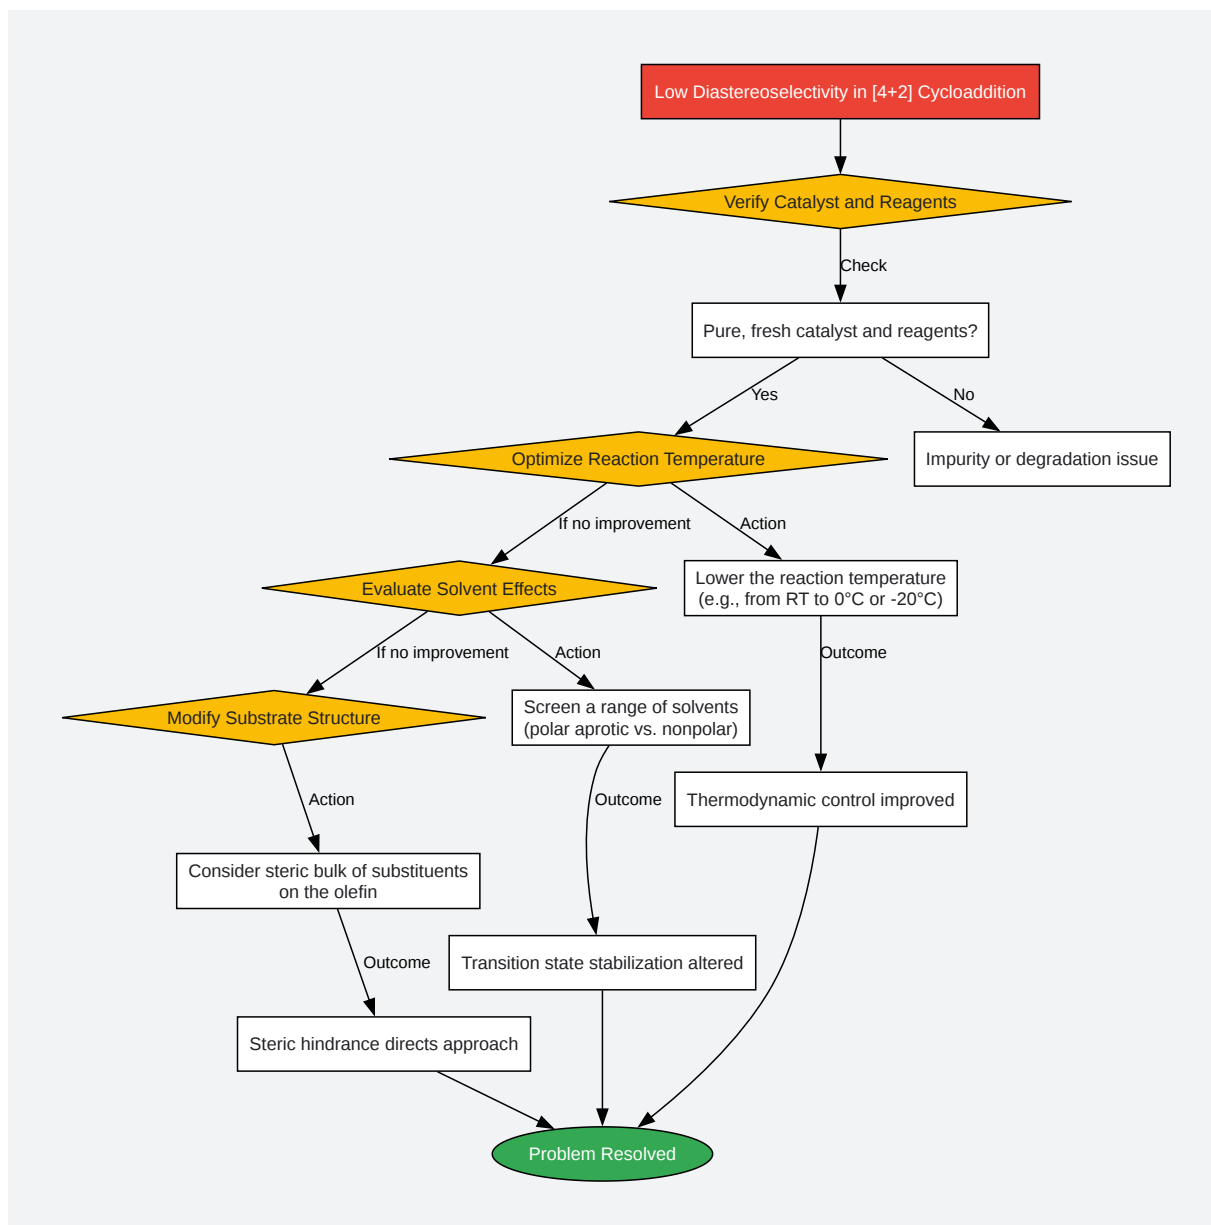 Low Diastereoselectivity in [4+2] Cycloaddition
Verify Catalyst and Reagents
Check
Pure, fresh catalyst and reagents?
Yes
No
Optimize Reaction Temperature
Impurity or degradation issue
If no improvement
Action
Evaluate Solvent Effects
Lower the reaction temperature
(e.g., from RT to 0°C or -20°C)
If no improvement
Action
Outcome
Modify Substrate Structure
Screen a range of solvents
(polar aprotic vs. nonpolar)
Action
Outcome
Thermodynamic control improved
Consider steric bulk of substituents
on the olefin
Outcome
Transition state stabilization altered
Steric hindrance directs approach
Problem Resolved